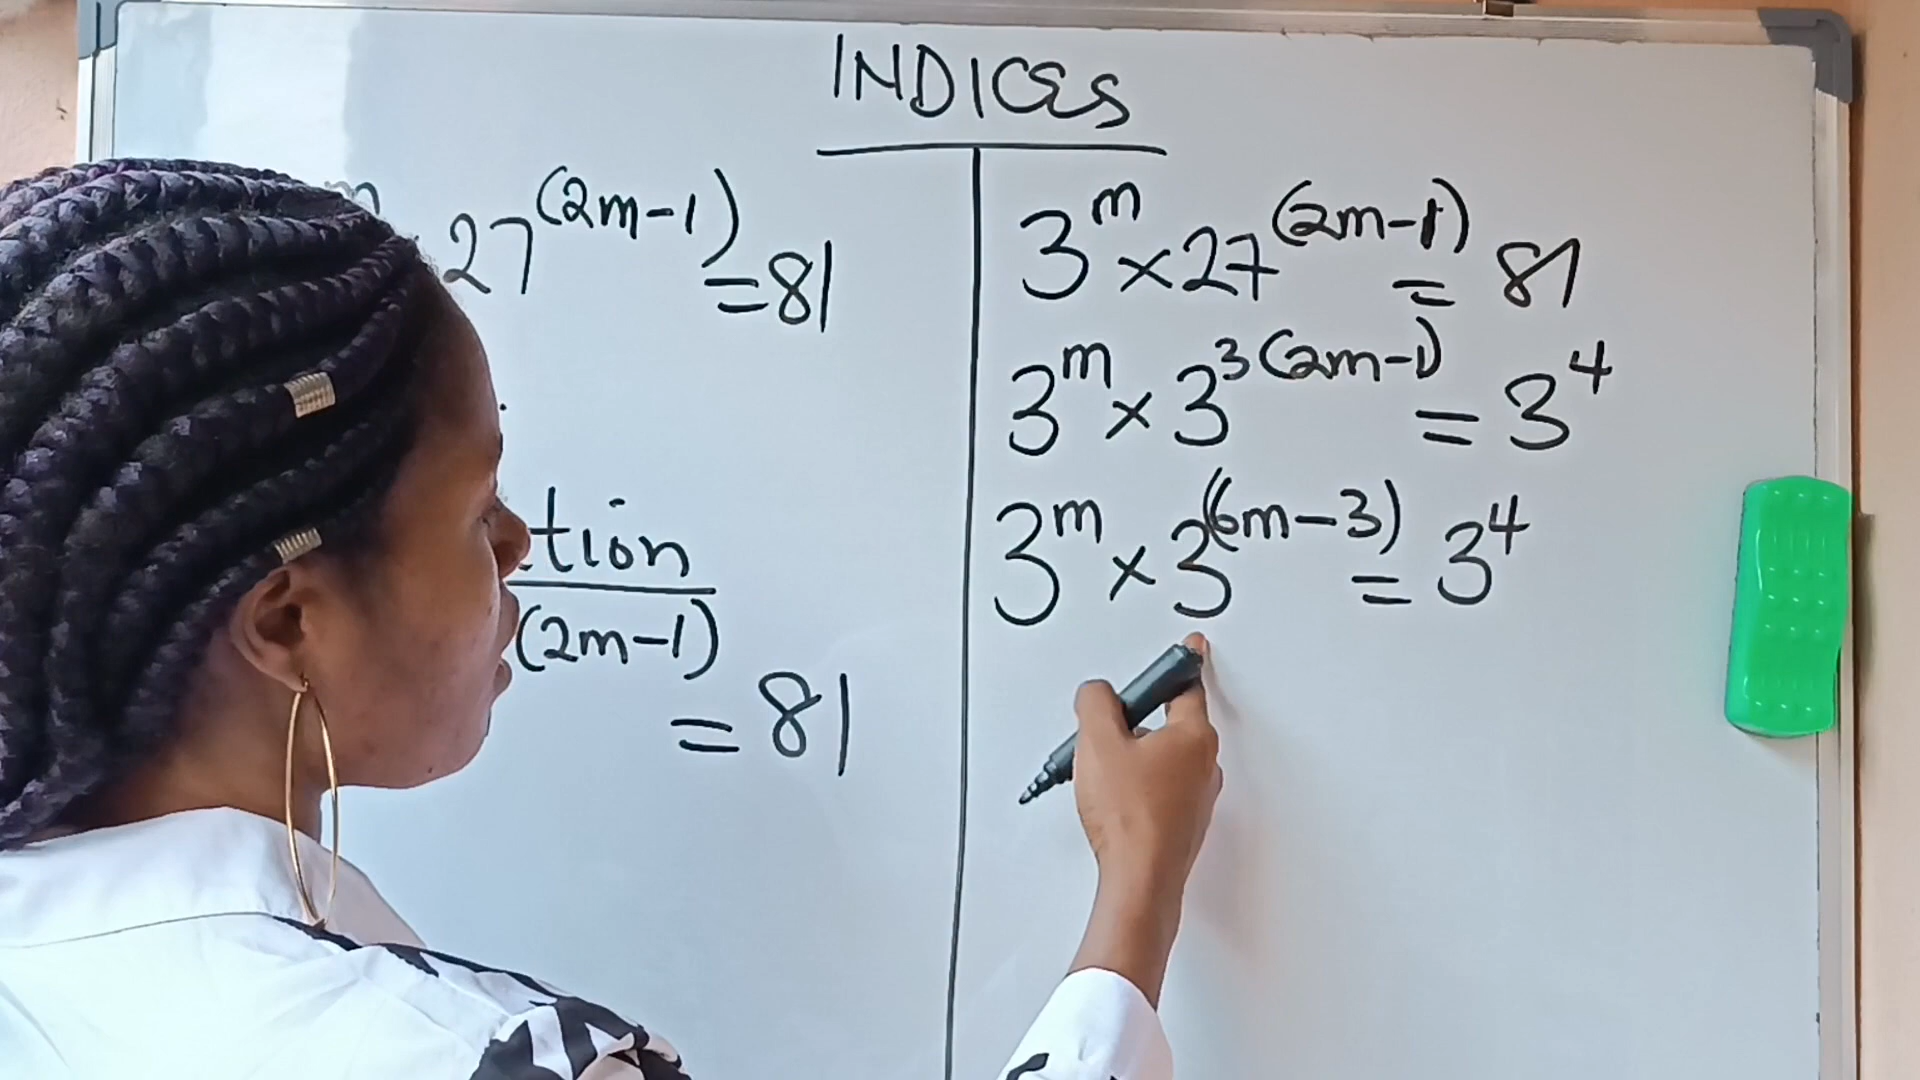 INDICES
m 27^(2m-1) = 81
tion
(2m-1) = 81
3^m × 27^(2m-1) = 81
3^m × 3^3(2m-1) = 3^4
3^m × 3^(6m-3) = 3^4